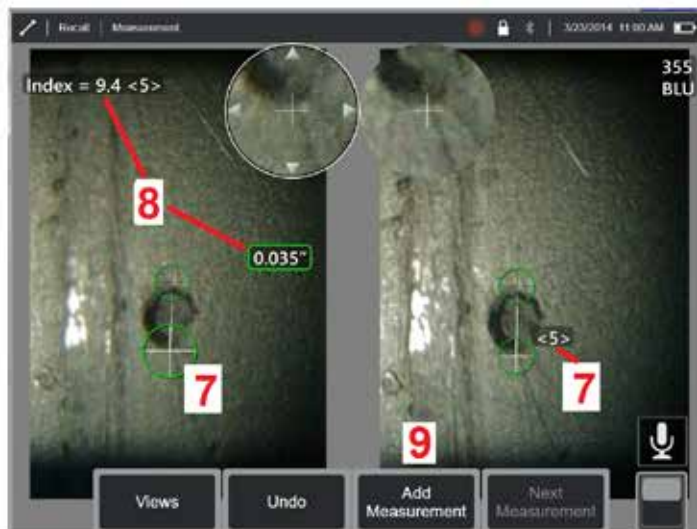 Recall | Measurement
3/23/2014 11:00 AM
Index = 9.4 <5>
355
BLU
8
0.035"
<5>
7
7
9
Views
Undo
Add
Measurement
Next
Measurement